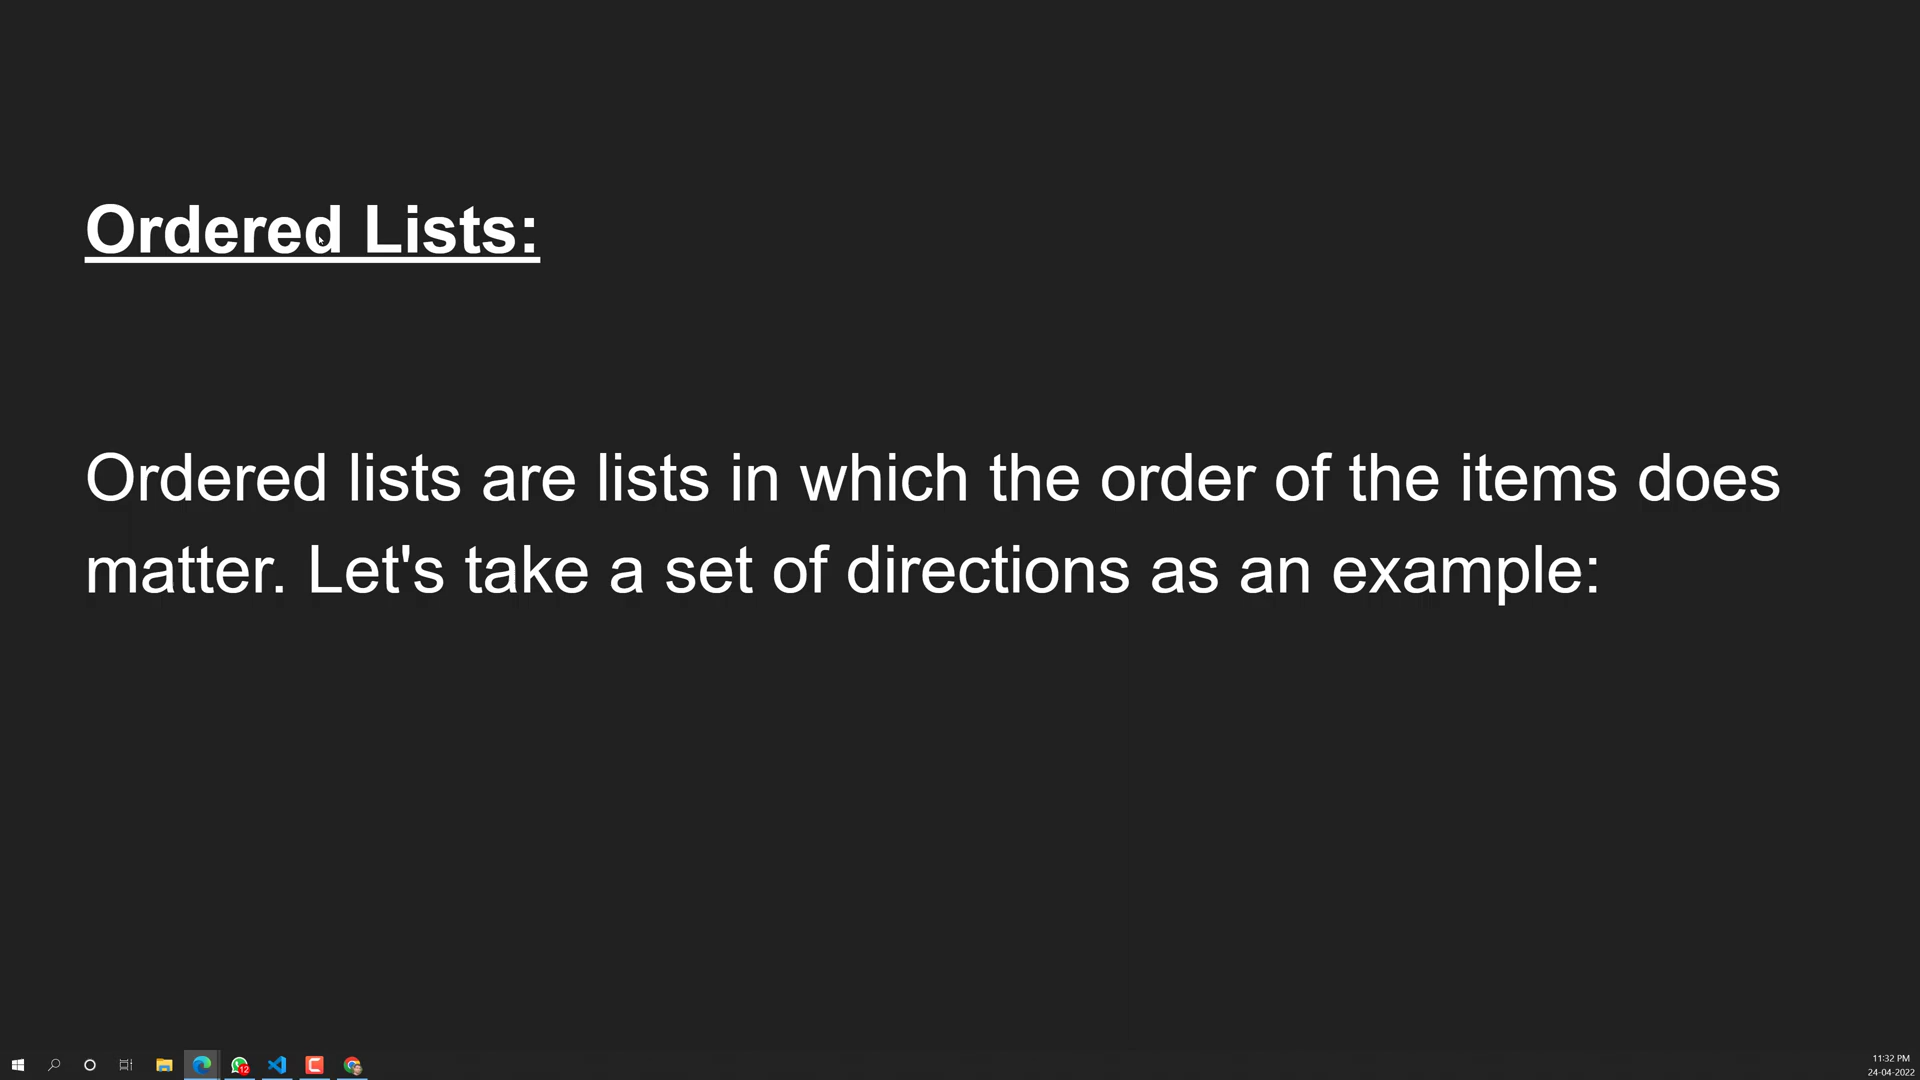 Ordered Lists:
Ordered lists are lists in which the order of the items does
matter. Let's take a set of directions as an example:
12
11:32 PM
24-04-2022